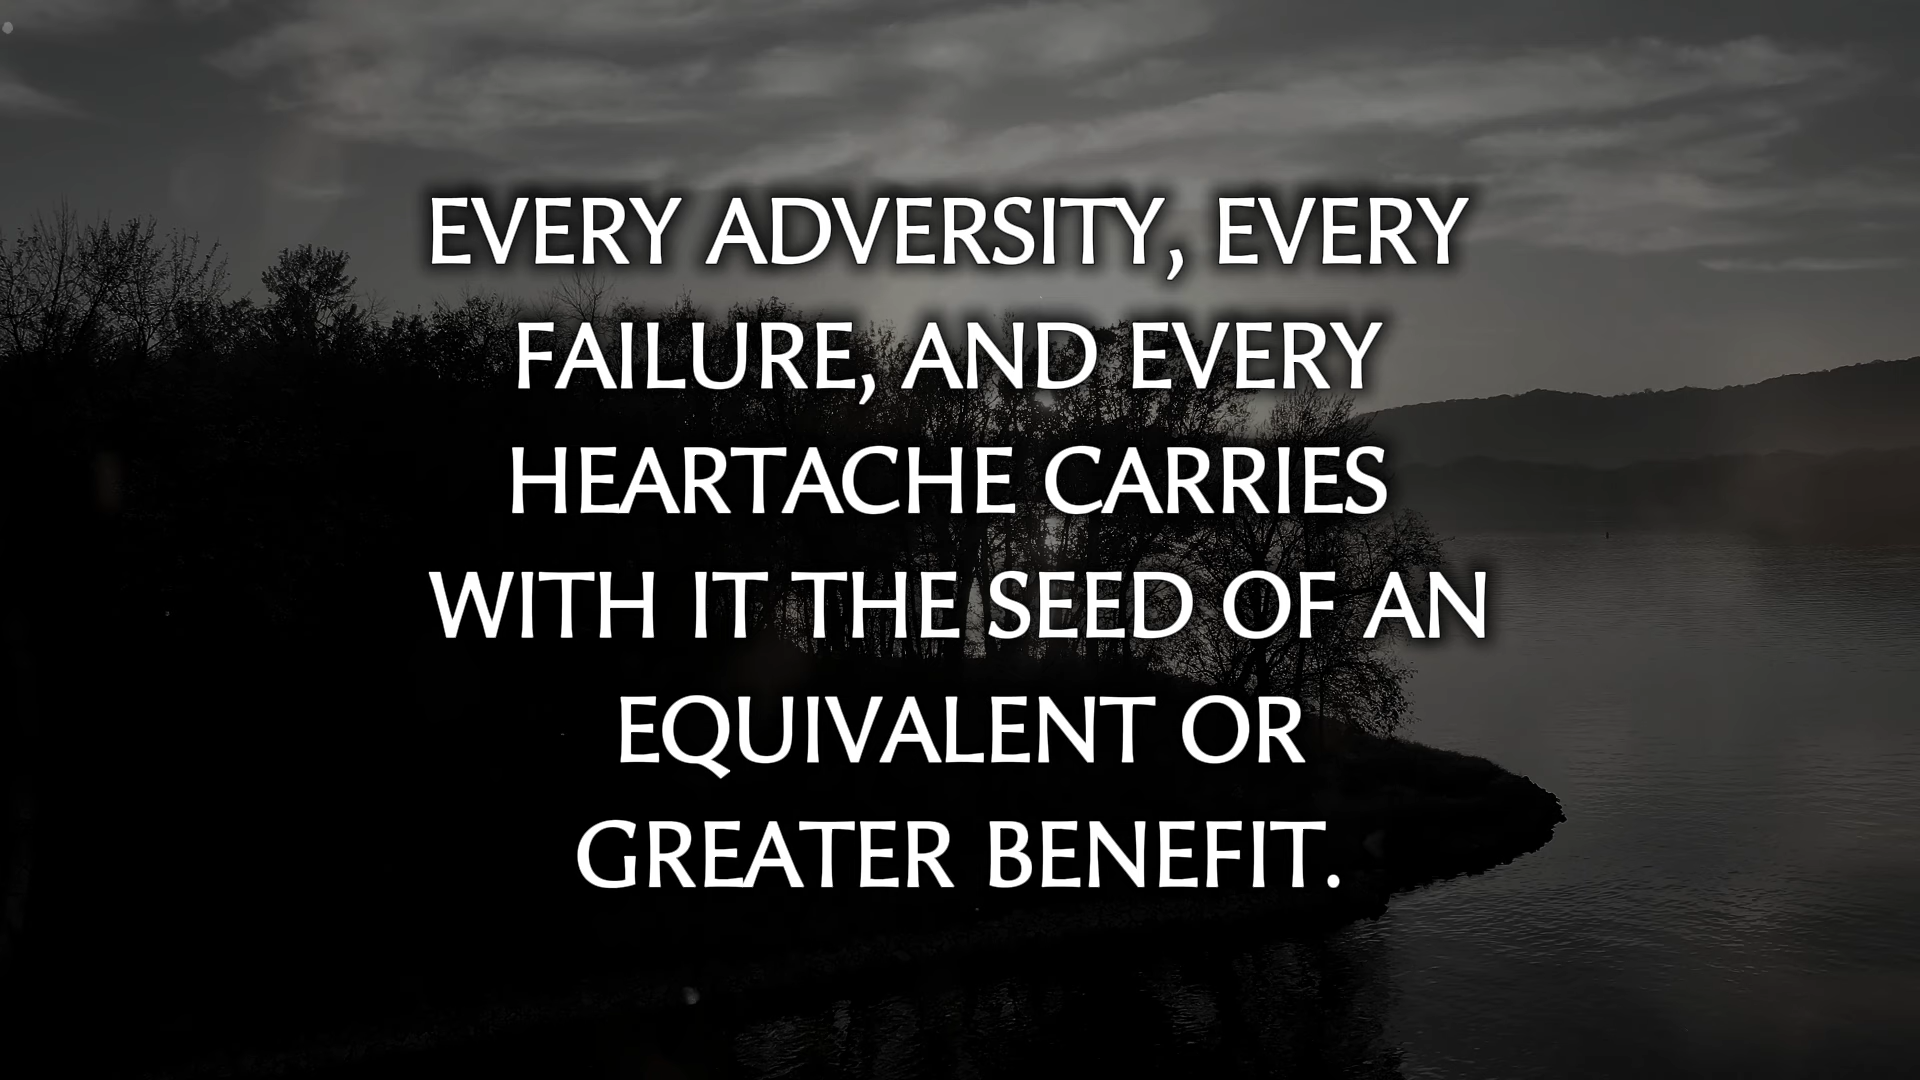 EVERY ADVERSITY, EVERY
FAILURE, AND EVERY
HEARTACHE CARRIES
WITH IT THE SEED OF AN
EQUIVALENT OR
GREATER BENEFIT.